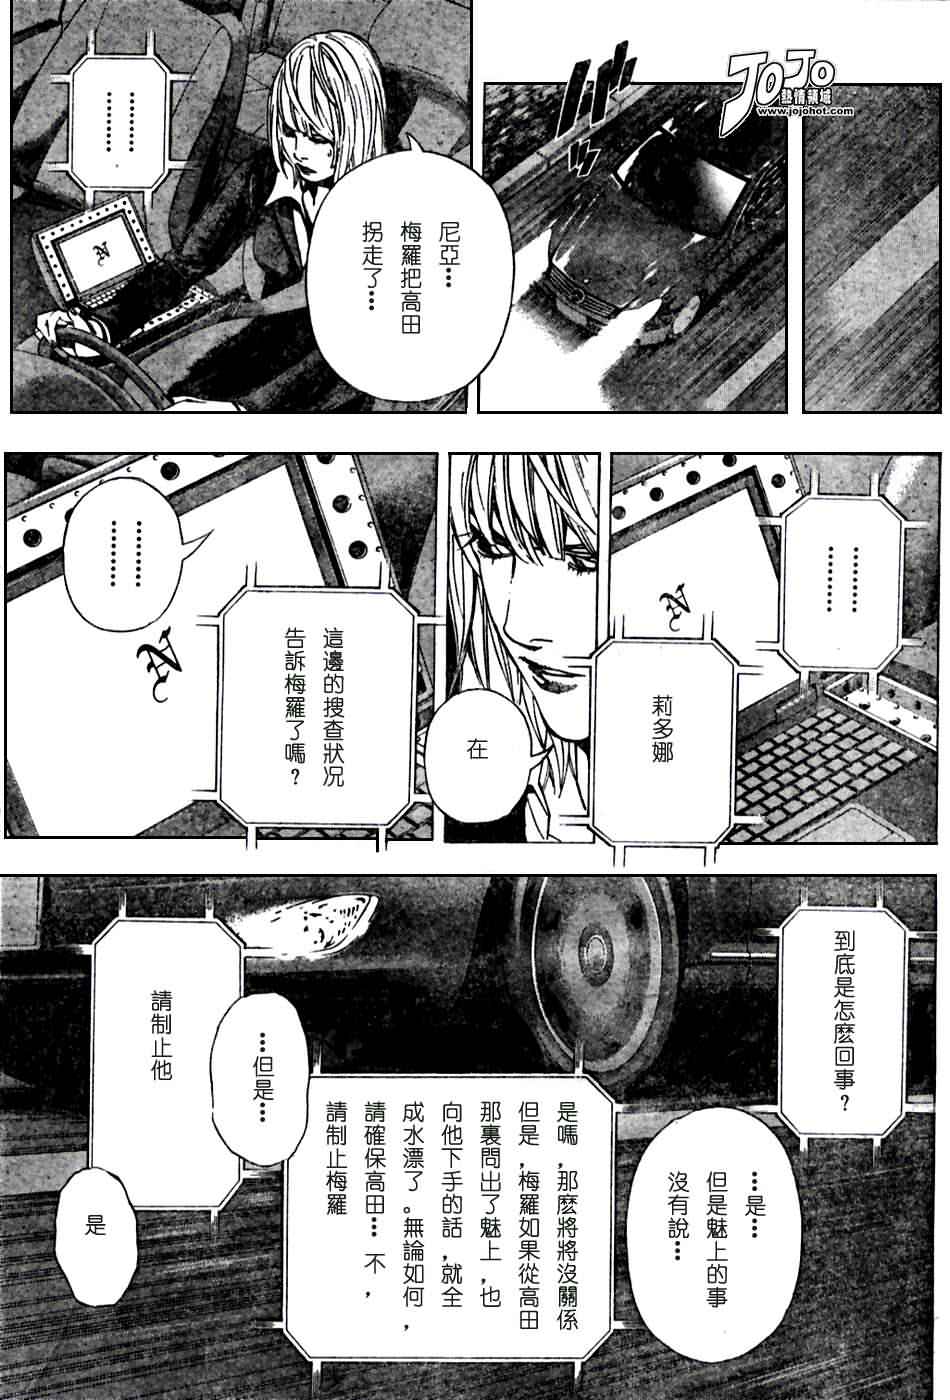 JOJO
熱情領域
www.jojohot.com
尼亞⋯
梅羅把高田
拐走了⋯
⋯⋯
⋯⋯
⋯⋯
⋯⋯
莉多娜
在
這邊的搜查狀況
告訴梅羅了嗎？
⋯⋯
⋯⋯
到底是怎麼回事？
⋯是⋯
但是魅上的事
沒有說⋯
是嗎，那麼將將沒關係
但是，梅羅如果從高田
那裏問出了魅上，也
向他下手的話，就全
成水漂了。無論如何，
請確保高田⋯ 不，
請制止梅羅
⋯但是⋯
請制止他
是